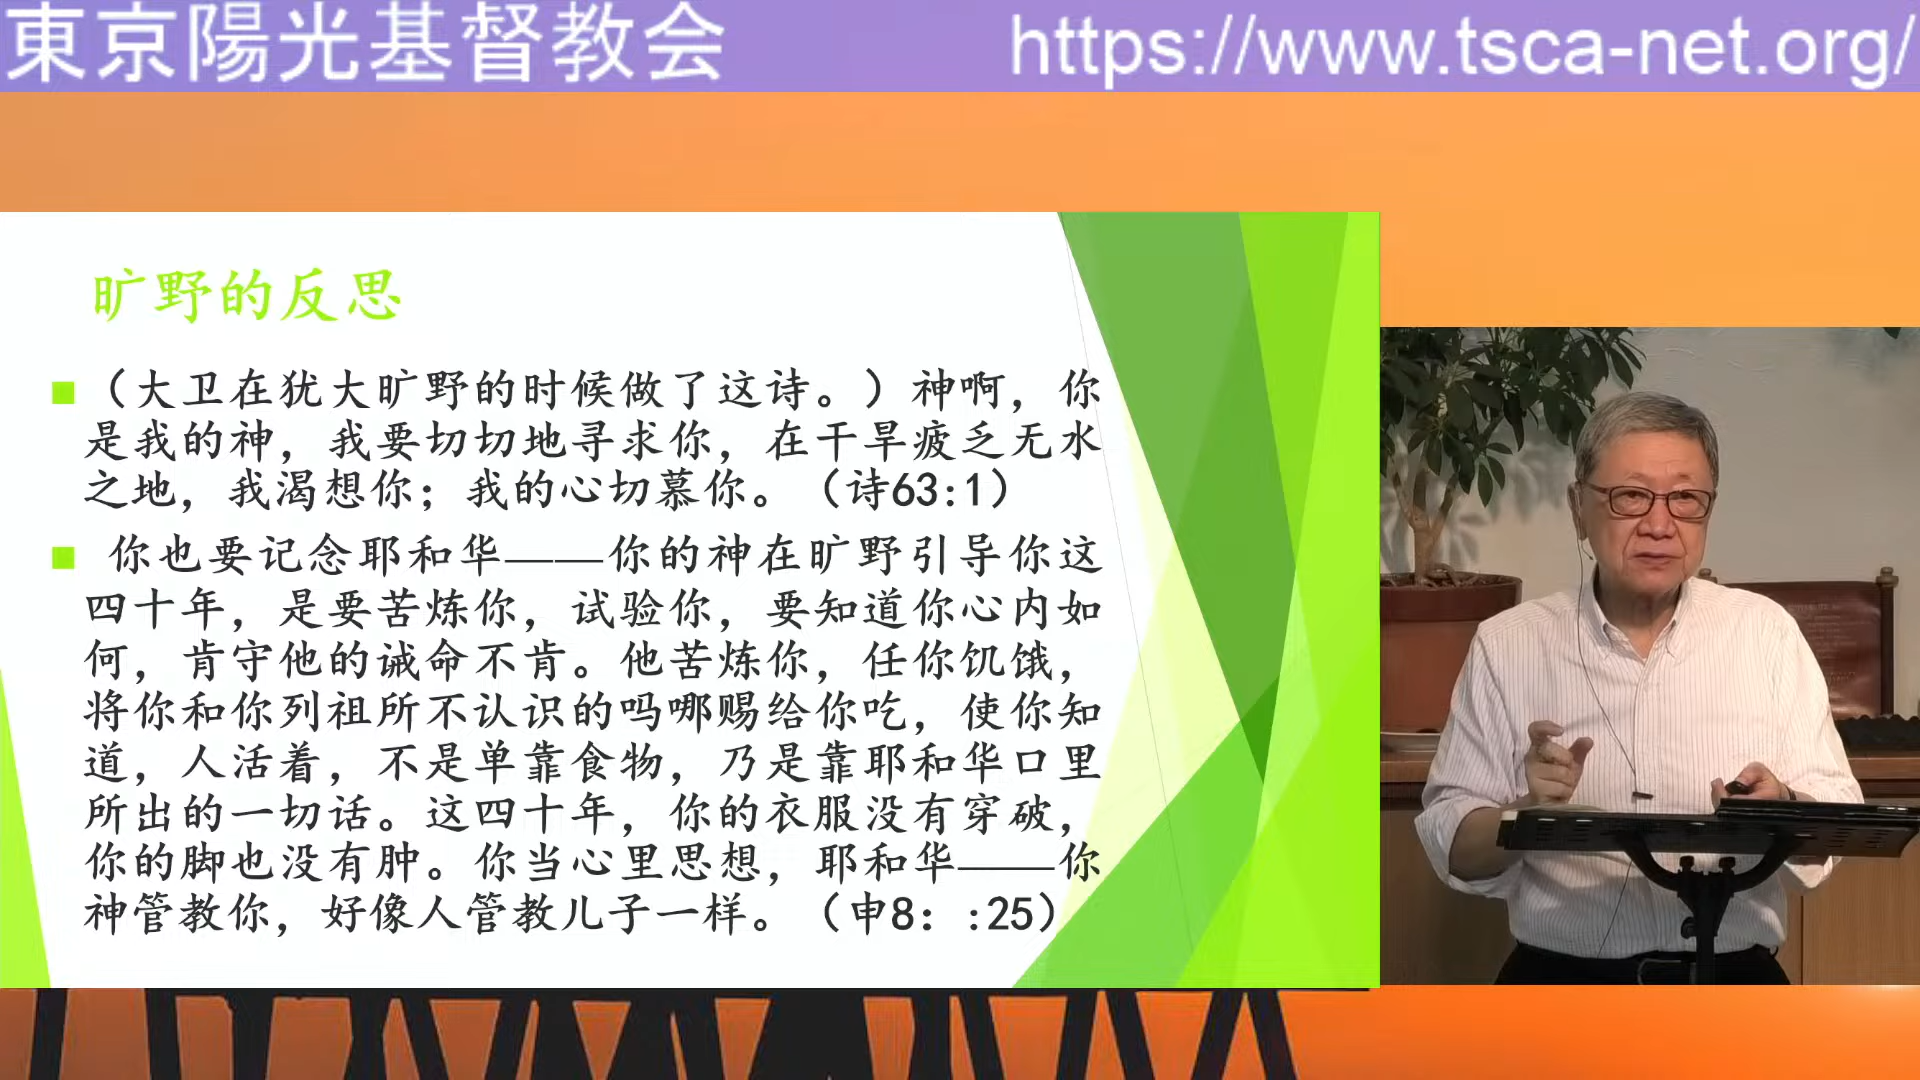 東京陽光基督教会
https://www.tsca-net.org/
旷野的反思
（大卫在犹大旷野的时候做了这诗。）神啊，你
是我的神，我要切切地寻求你，在干旱疲乏无水
之地，我渴想你；我的心切慕你。（诗63:1）
你也要记念耶和华——你的神在旷野引导你这
四十年，是要苦炼你，试验你，要知道你心内如
何，肯守他的诫命不肯。他苦炼你，任你饥饿，
将你和你列祖所不认识的吗哪赐给你吃，使你知
道，人活着，不是单靠食物，乃是靠耶和华口里
所出的一切话。这四十年，你的衣服没有穿破，
你的脚也没有肿。你当心里思想，耶和华——你
神管教你，好像人管教儿子一样。（申8：:25）